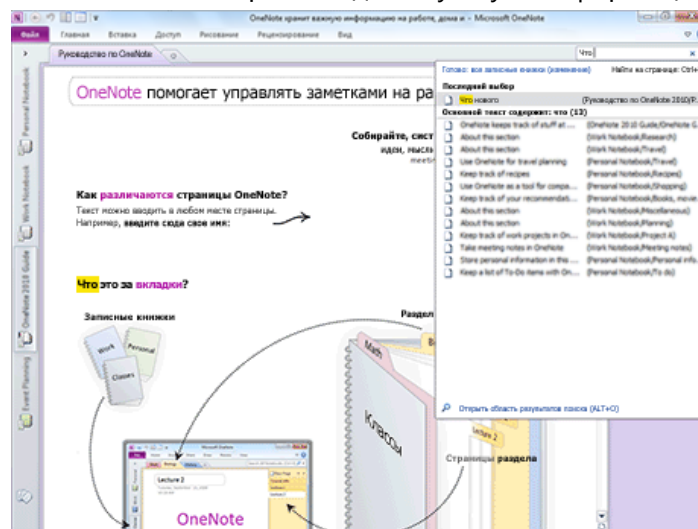 OneNote хранит важную информацию на работе, дома и - Microsoft OneNote
Файл Главная Вставка Доступ Рисование Рецензирование Вид
Руководство по OneNote
Что
Готово: все записные книжки (изменение) Найти на странице: Ctrl+
Последний выбор
Что нового (Руководство по OneNote 2010/P.
Основной текст содержит: что (13)
OneNote keeps track of stuff at ... (OneNote 2010 Guide/OneNote G
About this section (Work Notebook/Research)
About this section (Work Notebook/Travel)
Use OneNote for travel planning (Personal Notebook/Travel)
Keep track of recipes (Personal Notebook/Recipes)
Use OneNote as a tool for compa... (Personal Notebook/Shopping)
Keep track of your recommendati... (Personal Notebook/Books, movie.
About this section (Work Notebook/Miscellaneous)
About this section (Work Notebook/Planning)
Keep track of work projects in On... (Work Notebook/Project A)
Take meeting notes in OneNote (Work Notebook/Meeting notes)
Store personal information in this ... (Personal Notebook/Personal info.
Keep a list of To-Do items with On... (Personal Notebook/To do)
Открыть область результатов поиска (ALT+O)
Personal Notebook
Work Notebook
OneNote 2010 Guide
Event Planning
OneNote помогает управлять заметками на ра
Собирайте, сист
идеи, мысль
meetin
Как различаются страницы OneNote?
Текст можно вводить в любом месте страницы.
Например, введите сюда свое имя:
Что это за вкладки?
Записные книжки
Раздел
Work
Personal
Classes
Math
Классы
Lecture 2
Страницы раздела
Microsoft OneNote
Lecture 2
OneNote